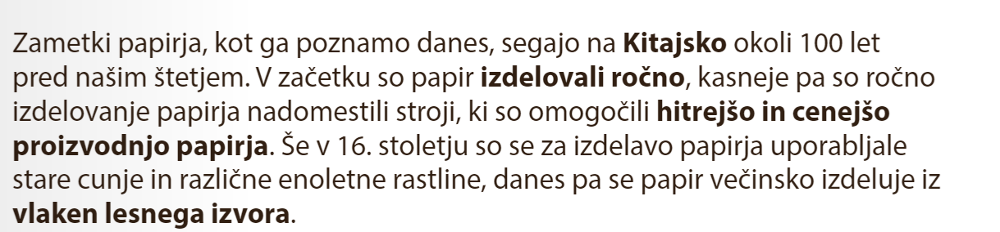 Zametki papirja, kot ga poznamo danes, segajo na Kitajsko okoli 100 let
pred našim štetjem. V začetku so papir izdelovali ročno, kasneje pa so ročno
izdelovanje papirja nadomestili stroji, ki so omogočili hitrejšo in cenejšo
proizvodnjo papirja. Še v 16. stoletju so se za izdelavo papirja uporabljale
stare cunje in različne enoletne rastline, danes pa se papir večinsko izdeluje iz
vlaken lesnega izvora.